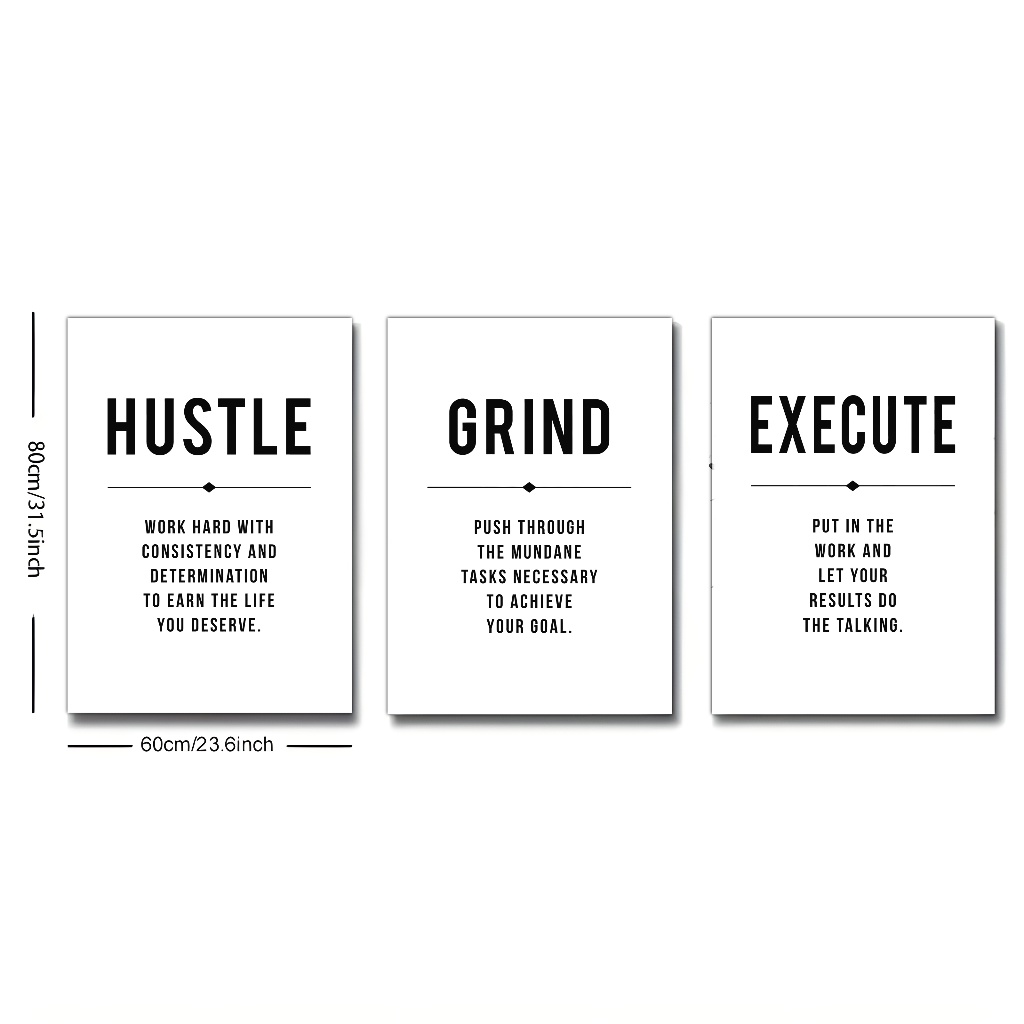 HUSTLE
WORK HARD WITH
CONSISTENCY AND
DETERMINATION
TO EARN THE LIFE
YOU DESERVE.
GRIND
PUSH THROUGH
THE MUNDANE
TASKS NECESSARY
TO ACHIEVE
YOUR GOAL.
EXECUTE
PUT IN THE
WORK AND
LET YOUR
RESULTS DO
THE TALKING.
80cm/31.5inch
60cm/23.6inch